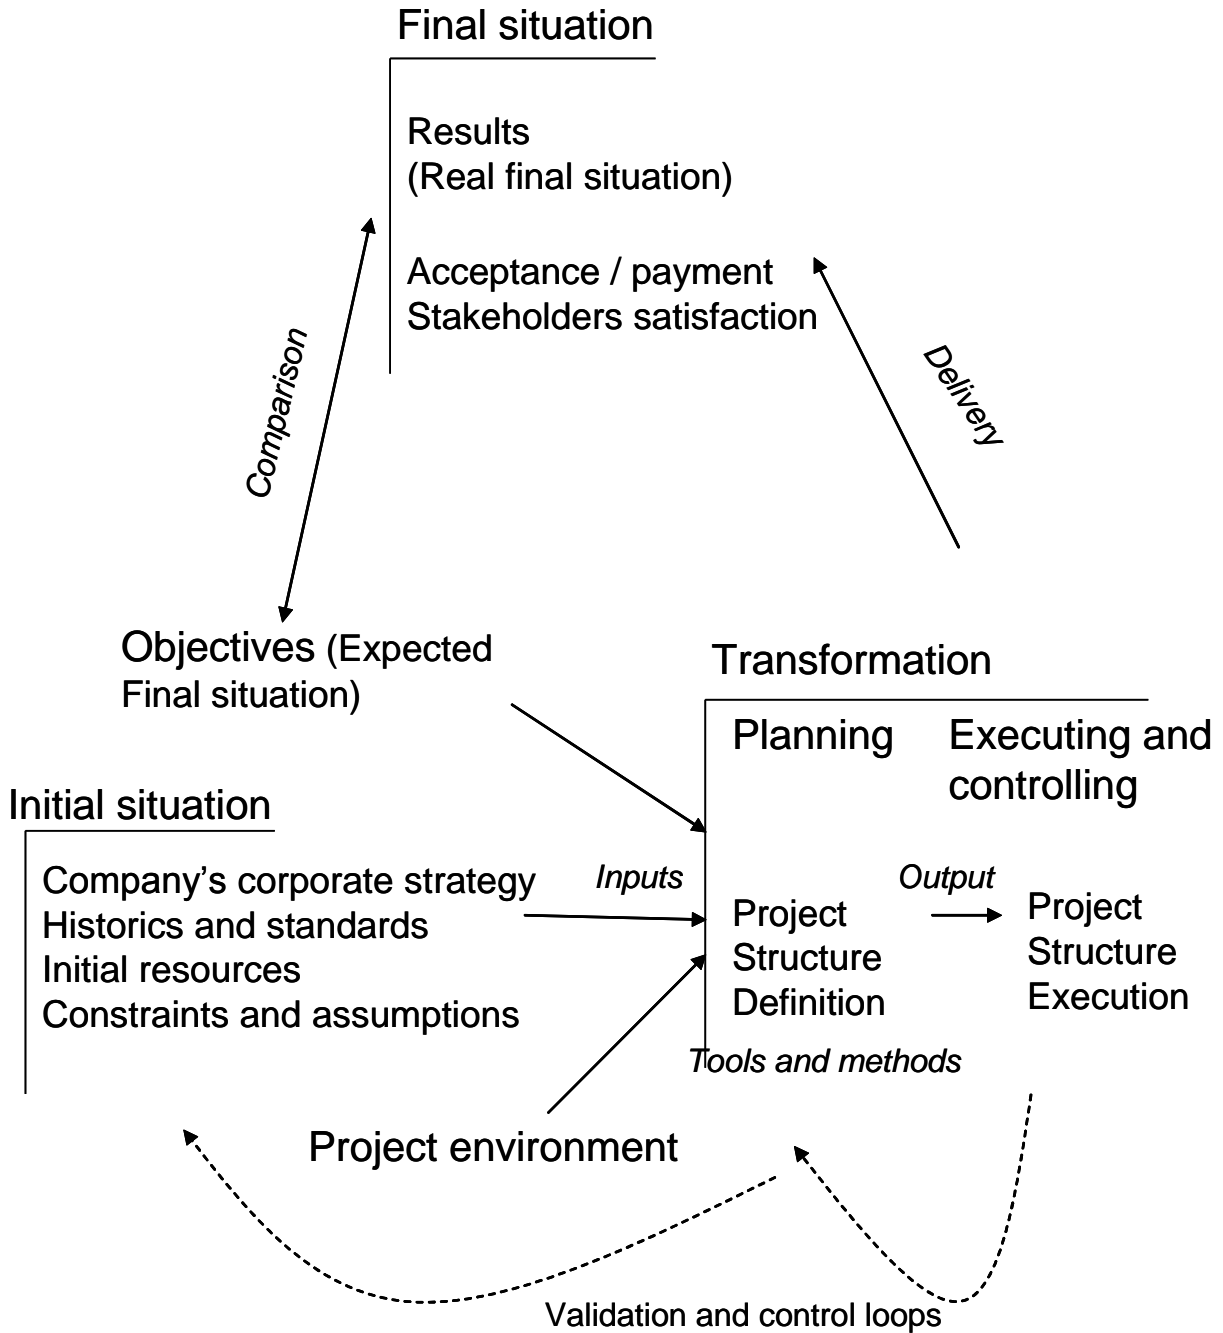 Final situation
Results
(Real final situation)
Acceptance / payment
Stakeholders satisfaction
Comparison
Delivery
Objectives (Expected
Final situation)
Transformation
Planning
Executing and
controlling
Initial situation
Company's corporate strategy
Historics and standards
Initial resources
Constraints and assumptions
Inputs
Project
Structure
Definition
Output
Project
Structure
Execution
Tools and methods
Project environment
Validation and control loops